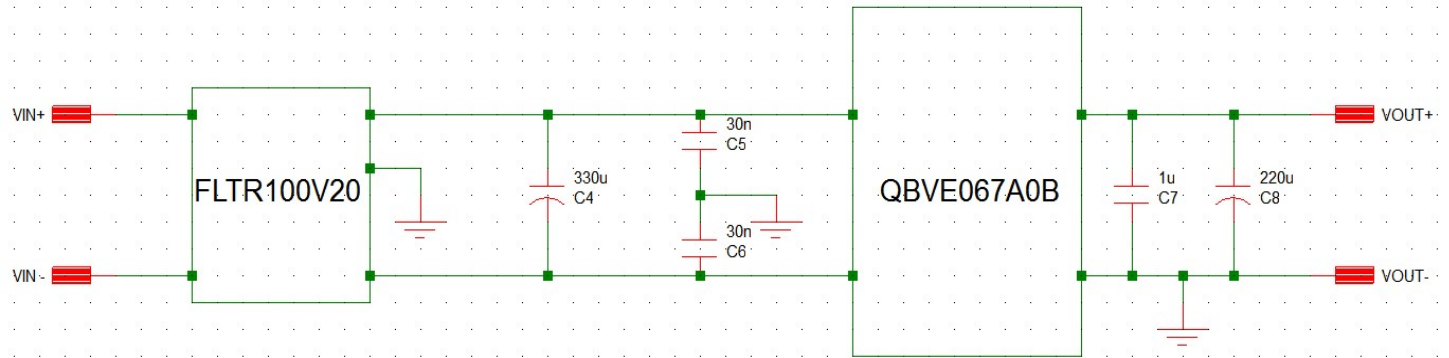 VIN+
VIN-
FLTR100V20
330u
C4
30n
C5
30n
C6
QBVE067A0B
1u
C7
220u
C8
VOUT+
VOUT-